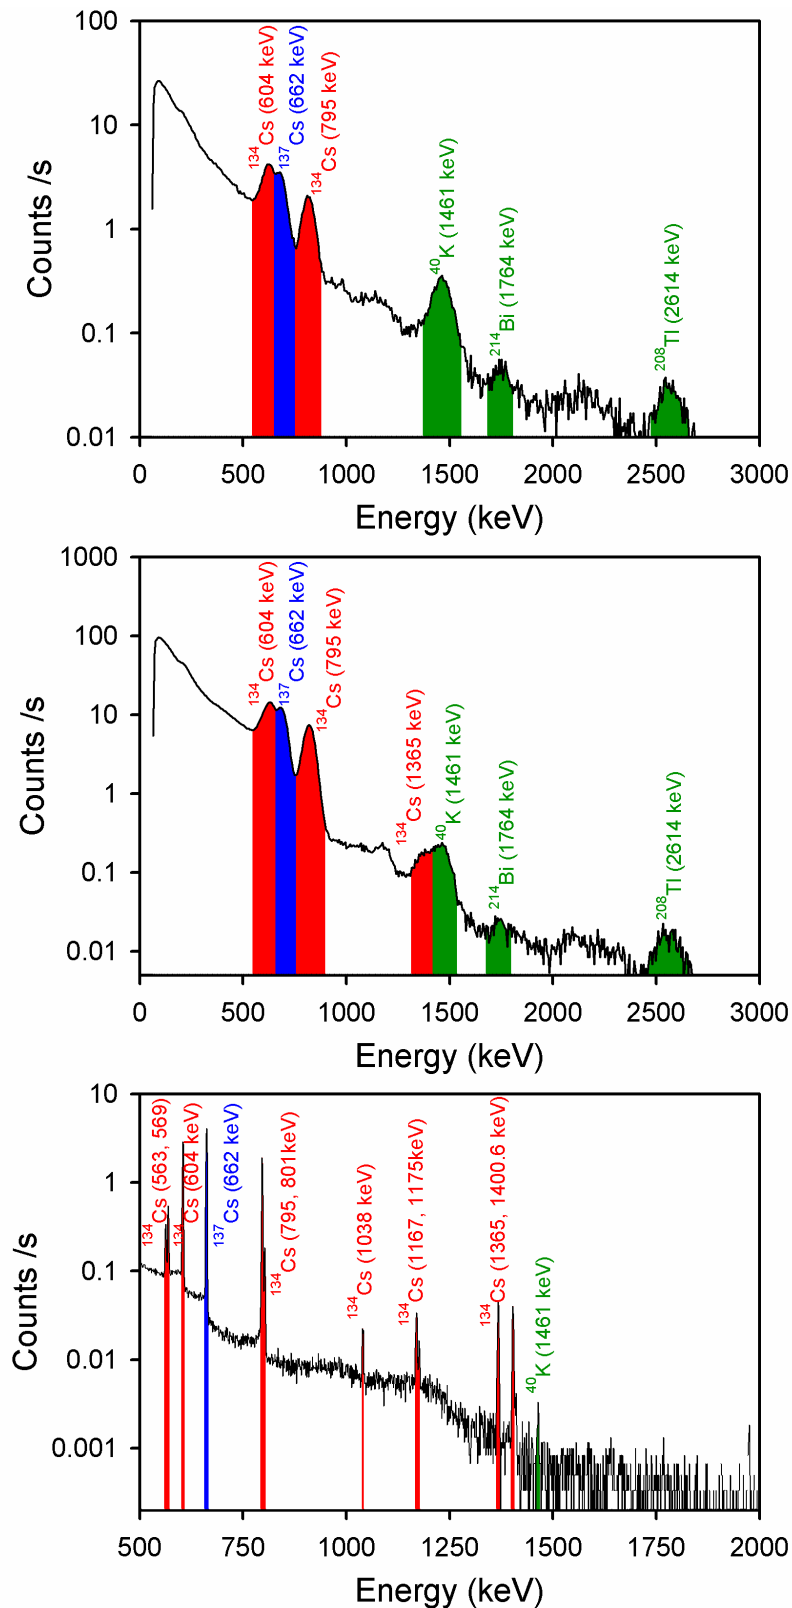 100
10
1
0.1
0.01
Counts /s
¹³⁴Cs (604 keV)
¹³⁷Cs (662 keV)
¹³⁴Cs (795 keV)
⁴⁰K (1461 keV)
²¹⁴Bi (1764 keV)
²⁰⁸Tl (2614 keV)
0 500 1000 1500 2000 2500 3000
Energy (keV)
1000
100
10
1
0.1
0.01
Counts /s
¹³⁴Cs (604 keV)
¹³⁷Cs (662 keV)
¹³⁴Cs (795 keV)
¹³⁴Cs (1365 keV)
⁴⁰K (1461 keV)
²¹⁴Bi (1764 keV)
²⁰⁸Tl (2614 keV)
0 500 1000 1500 2000 2500 3000
Energy (keV)
10
1
0.1
0.01
0.001
Counts /s
¹³⁴Cs (563, 569)
¹³⁴Cs (604 keV)
¹³⁷Cs (662 keV)
¹³⁴Cs (795, 801keV)
¹³⁴Cs (1038 keV)
¹³⁴Cs (1167, 1175keV)
¹³⁴Cs (1365, 1400.6 keV)
⁴⁰K (1461 keV)
500 750 1000 1250 1500 1750 2000
Energy (keV)